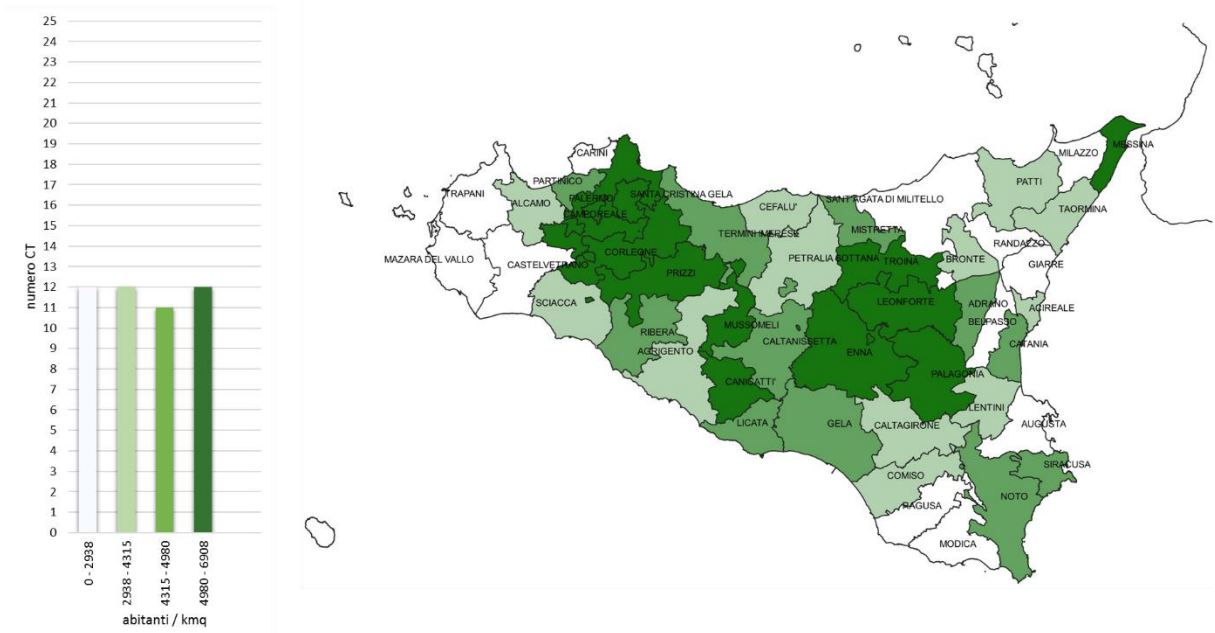 25
24
23
22
21
20
19
18
17
16
15
14
13
12
11
10
9
8
7
6
5
4
3
2
1
0
numero CT
0 - 2938
2938 - 4315
4315 - 4980
4980 - 6908
abitanti / kmq
MESSINA
MILAZZO
CARINI
PATTI
PARTINICO
TRAPANI
PALERMO
SANTA CRISTINA GELA
SANT'AGATA DI MILITELLO
ALCAMO
CEFALU'
TAORMINA
CAMPOREALE
TERMINI IMERESE
MISTRETTA
RANDAZZO
CORLEONE
MAZARA DEL VALLO
CASTELVETRANO
PETRALIA SOTTANA
TROINA
BRONTE
GIARRE
PRIZZI
SCIACCA
LEONFORTE
ADRANO
ACIREALE
BELPASSO
MUSSOMELI
RIBERA
CALTANISSETTA
CATANIA
AGRIGENTO
ENNA
PALAGONIA
CANICATTI'
LENTINI
LICATA
GELA
CALTAGIRONE
AUGUSTA
SIRACUSA
COMISO
NOTO
RAGUSA
MODICA